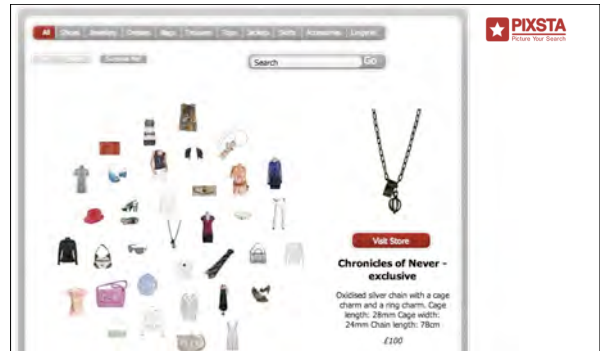 All Shoes Jewellery Dresses Bags Trousers Tops Jackets Skirts Accessories Lingerie
PIXSTA
Picture Your Search
Surprise Me!
Search
Go
Visit Store
Chronicles of Never -
exclusive
Oxidised silver chain with a cage
charm and a ring charm. Cage
length: 28mm Cage width:
24mm Chain length: 78cm
£100